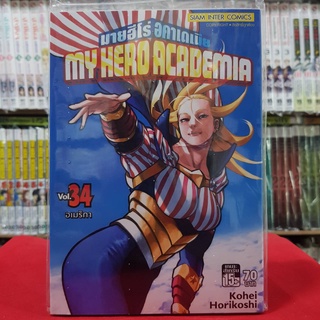 SIAM INTER COMICS
มายฮีโร่ อคาเดเมีย
MY HERO ACADEMIA
Vol.34
อเมริกา
15+
70
Kohei
Horikoshi